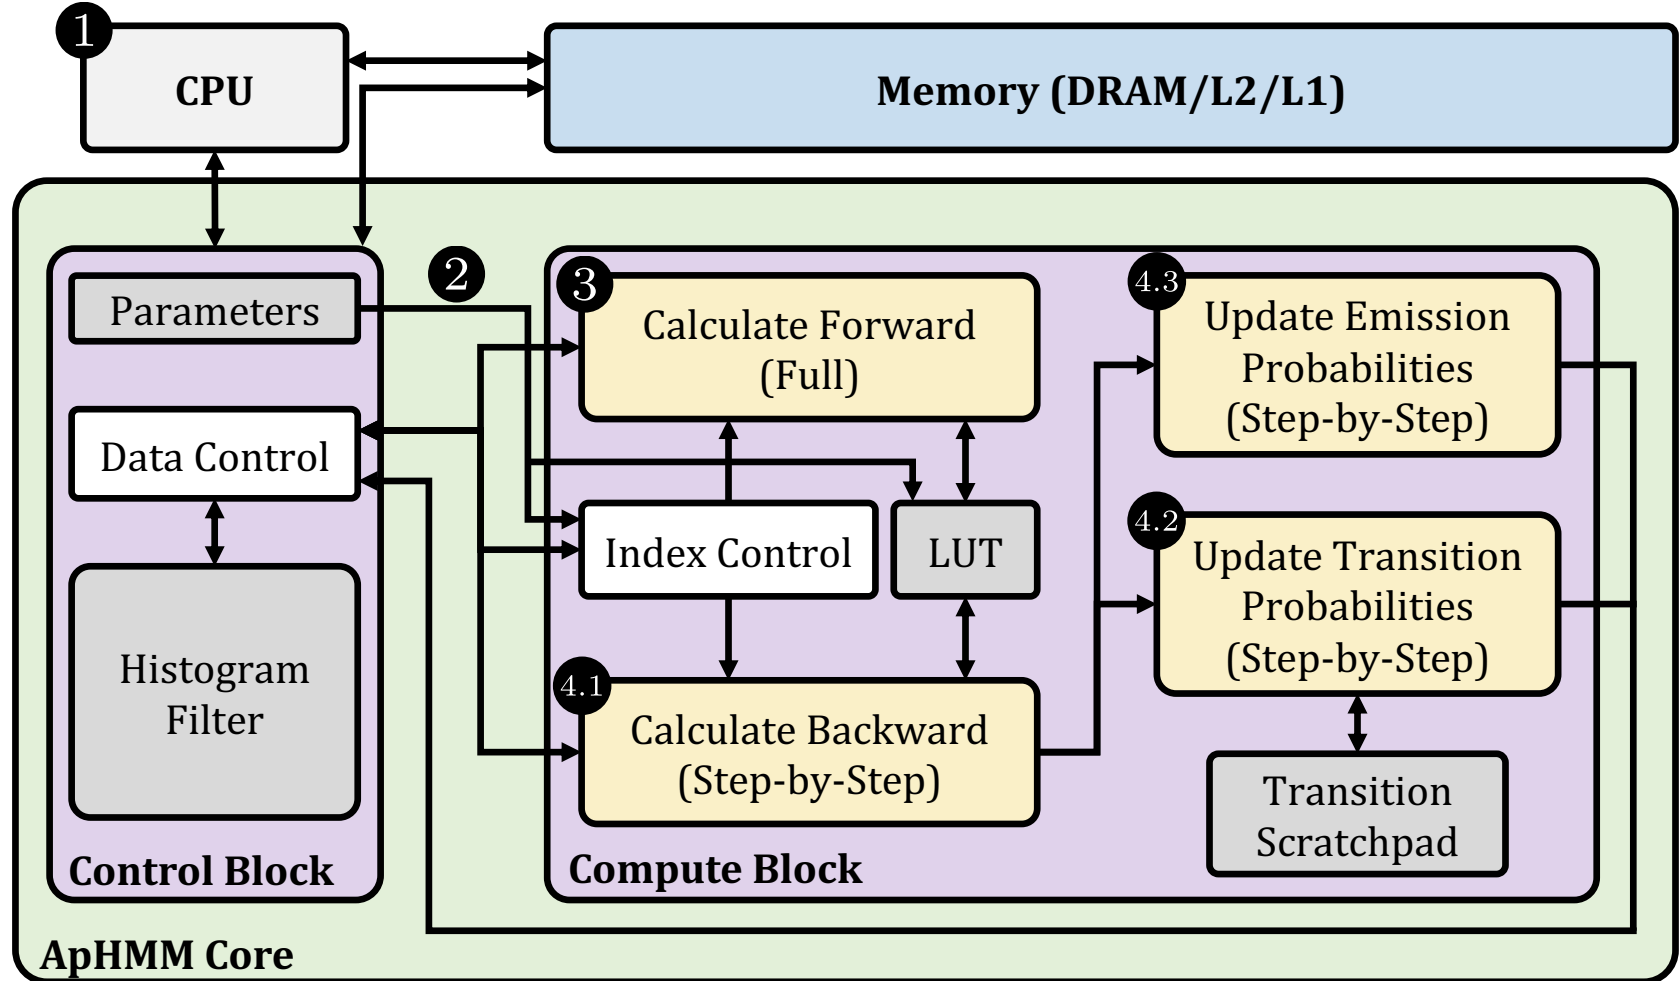 1
CPU
Memory (DRAM/L2/L1)
2
Parameters
Data Control
Histogram
Filter
Control Block
3
Calculate Forward
(Full)
Index Control
LUT
4.1
Calculate Backward
(Step-by-Step)
4.3
Update Emission
Probabilities
(Step-by-Step)
4.2
Update Transition
Probabilities
(Step-by-Step)
Transition
Scratchpad
Compute Block
ApHMM Core